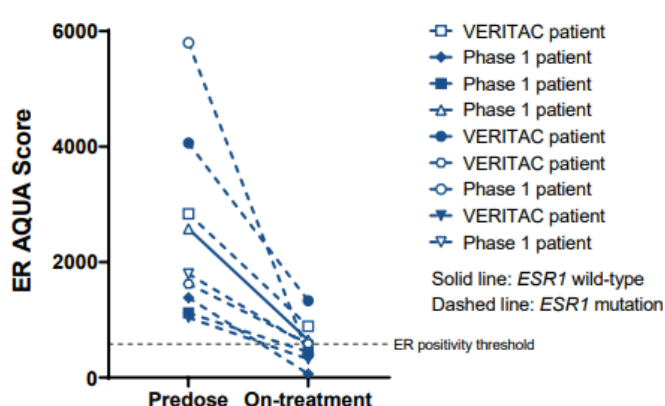 6000
4000
2000
0
ER AQUA Score
Predose On-treatment
VERITAC patient
Phase 1 patient
Phase 1 patient
Phase 1 patient
VERITAC patient
VERITAC patient
Phase 1 patient
VERITAC patient
Phase 1 patient
Solid line: ESR1 wild-type
Dashed line: ESR1 mutation
ER positivity threshold